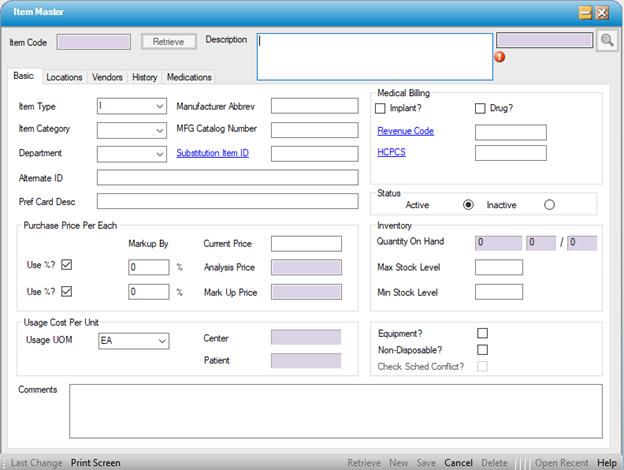 Item Master
Item Code Retrieve Description
Basic Locations Vendors History Medications
Item Type I Manufacturer Abbrev
Item Category MFG Catalog Number
Department Substitution Item ID
Alternate ID
Pref Card Desc
Medical Billing
Implant? Drug?
Revenue Code
HCPCS
Status
Active Inactive
Purchase Price Per Each
Markup By Current Price
Use %? 0 % Analysis Price
Use %? 0 % Mark Up Price
Inventory
Quantity On Hand 0 0 / 0
Max Stock Level
Min Stock Level
Usage Cost Per Unit
Usage UOM EA Center
Patient
Equipment?
Non-Disposable?
Check Sched Conflict?
Comments
Last Change Print Screen Retrieve New Save Cancel Delete Open Recent Help